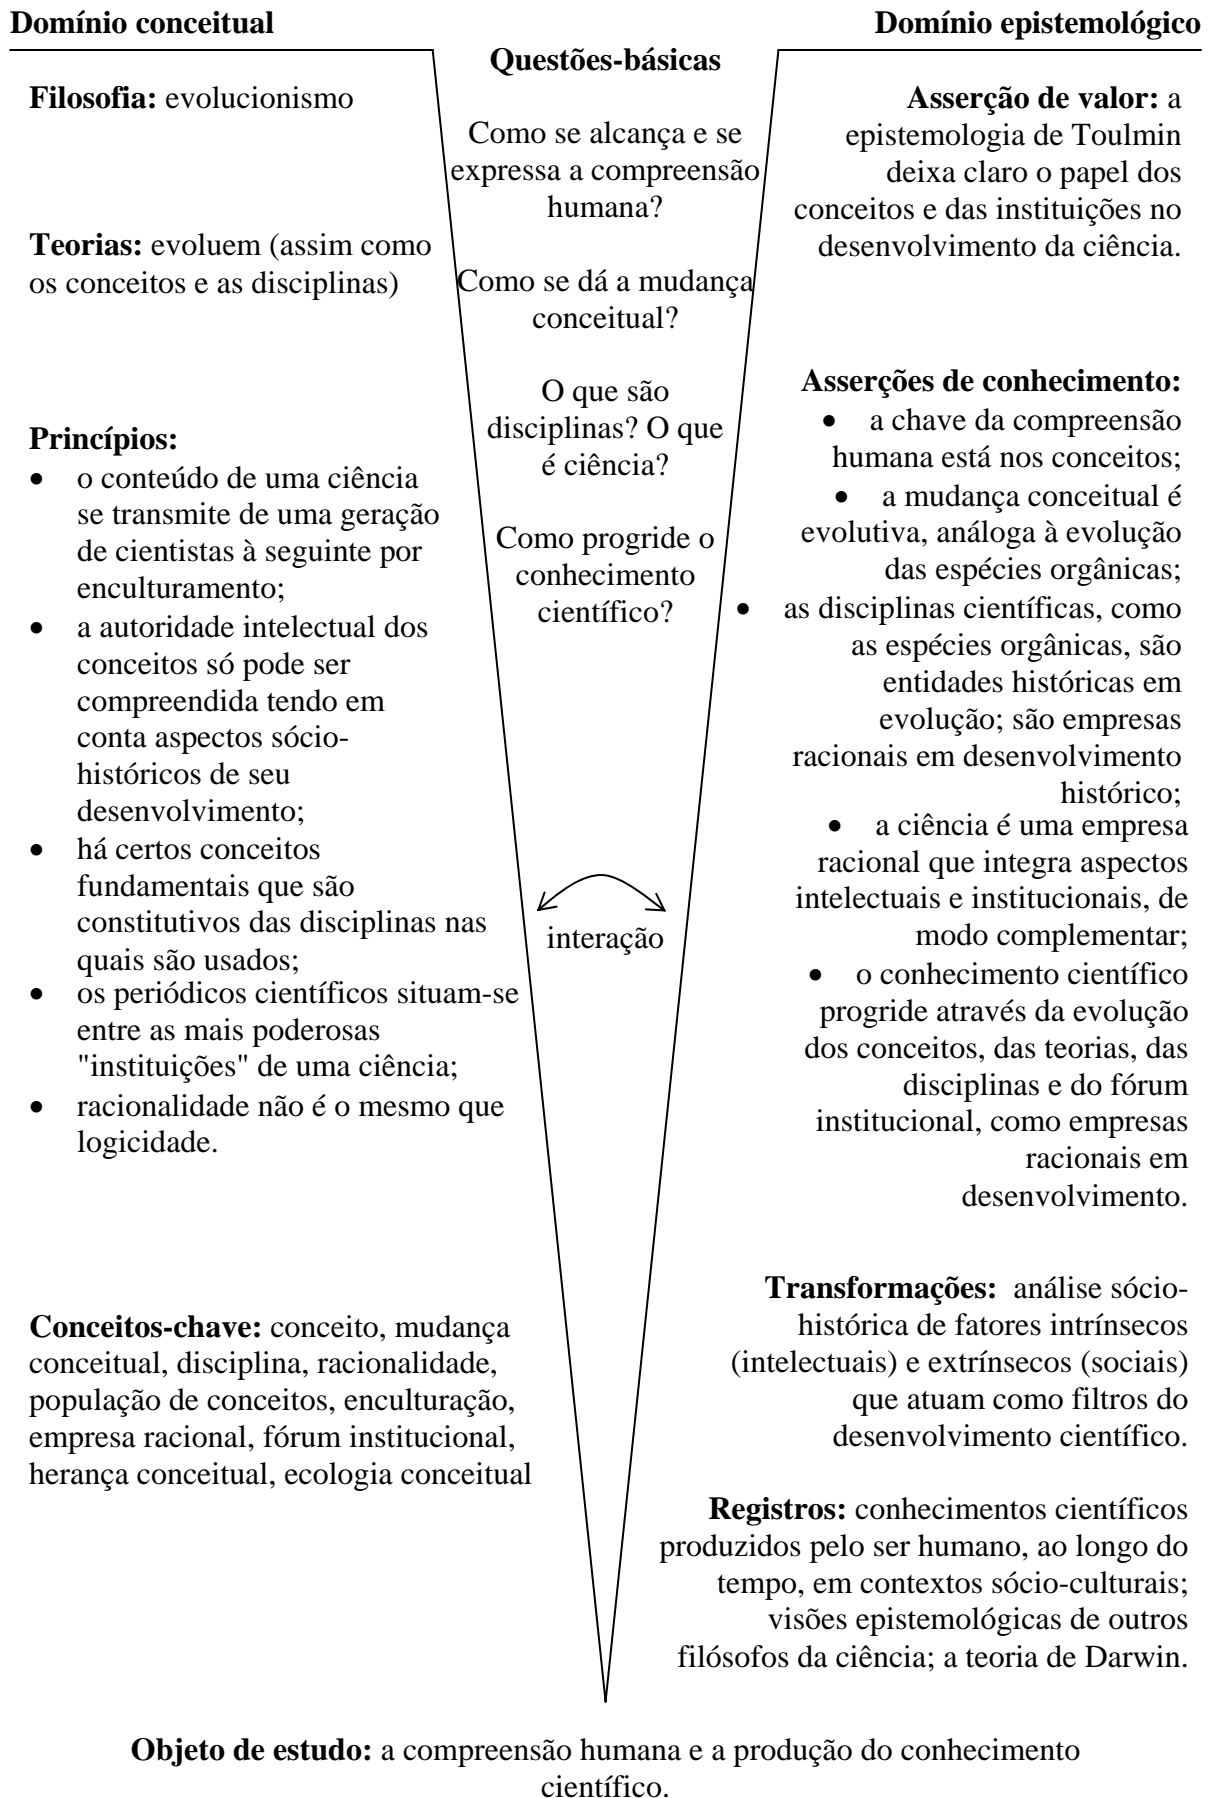 Domínio conceitual
Domínio epistemológico
Questões-básicas
Filosofia: evolucionismo
Teorias: evoluem (assim como
os conceitos e as disciplinas)
Princípios:
• o conteúdo de uma ciência
se transmite de uma geração
de cientistas à seguinte por
enculturamento;
• a autoridade intelectual dos
conceitos só pode ser
compreendida tendo em
conta aspectos sócio-
históricos de seu
desenvolvimento;
• há certos conceitos
fundamentais que são
constitutivos das disciplinas nas
quais são usados;
• os periódicos científicos situam-se
entre as mais poderosas
"instituições" de uma ciência;
• racionalidade não é o mesmo que
logicidade.
Conceitos-chave: conceito, mudança
conceitual, disciplina, racionalidade,
população de conceitos, enculturação,
empresa racional, fórum institucional,
herança conceitual, ecologia conceitual
Como se alcança e se
expressa a compreensão
humana?
Como se dá a mudança
conceitual?
O que são
disciplinas? O que
é ciência?
Como progride o
conhecimento
científico?
interação
Asserção de valor: a
epistemologia de Toulmin
deixa claro o papel dos
conceitos e das instituições no
desenvolvimento da ciência.
Asserções de conhecimento:
• a chave da compreensão
humana está nos conceitos;
• a mudança conceitual é
evolutiva, análoga à evolução
das espécies orgânicas;
• as disciplinas científicas, como
as espécies orgânicas, são
entidades históricas em
evolução; são empresas
racionais em desenvolvimento
histórico;
• a ciência é uma empresa
racional que integra aspectos
intelectuais e institucionais, de
modo complementar;
• o conhecimento científico
progride através da evolução
dos conceitos, das teorias, das
disciplinas e do fórum
institucional, como empresas
racionais em
desenvolvimento.
Transformações: análise sócio-
histórica de fatores intrínsecos
(intelectuais) e extrínsecos (sociais)
que atuam como filtros do
desenvolvimento científico.
Registros: conhecimentos científicos
produzidos pelo ser humano, ao longo do
tempo, em contextos sócio-culturais;
visões epistemológicas de outros
filósofos da ciência; a teoria de Darwin.
Objeto de estudo: a compreensão humana e a produção do conhecimento
científico.